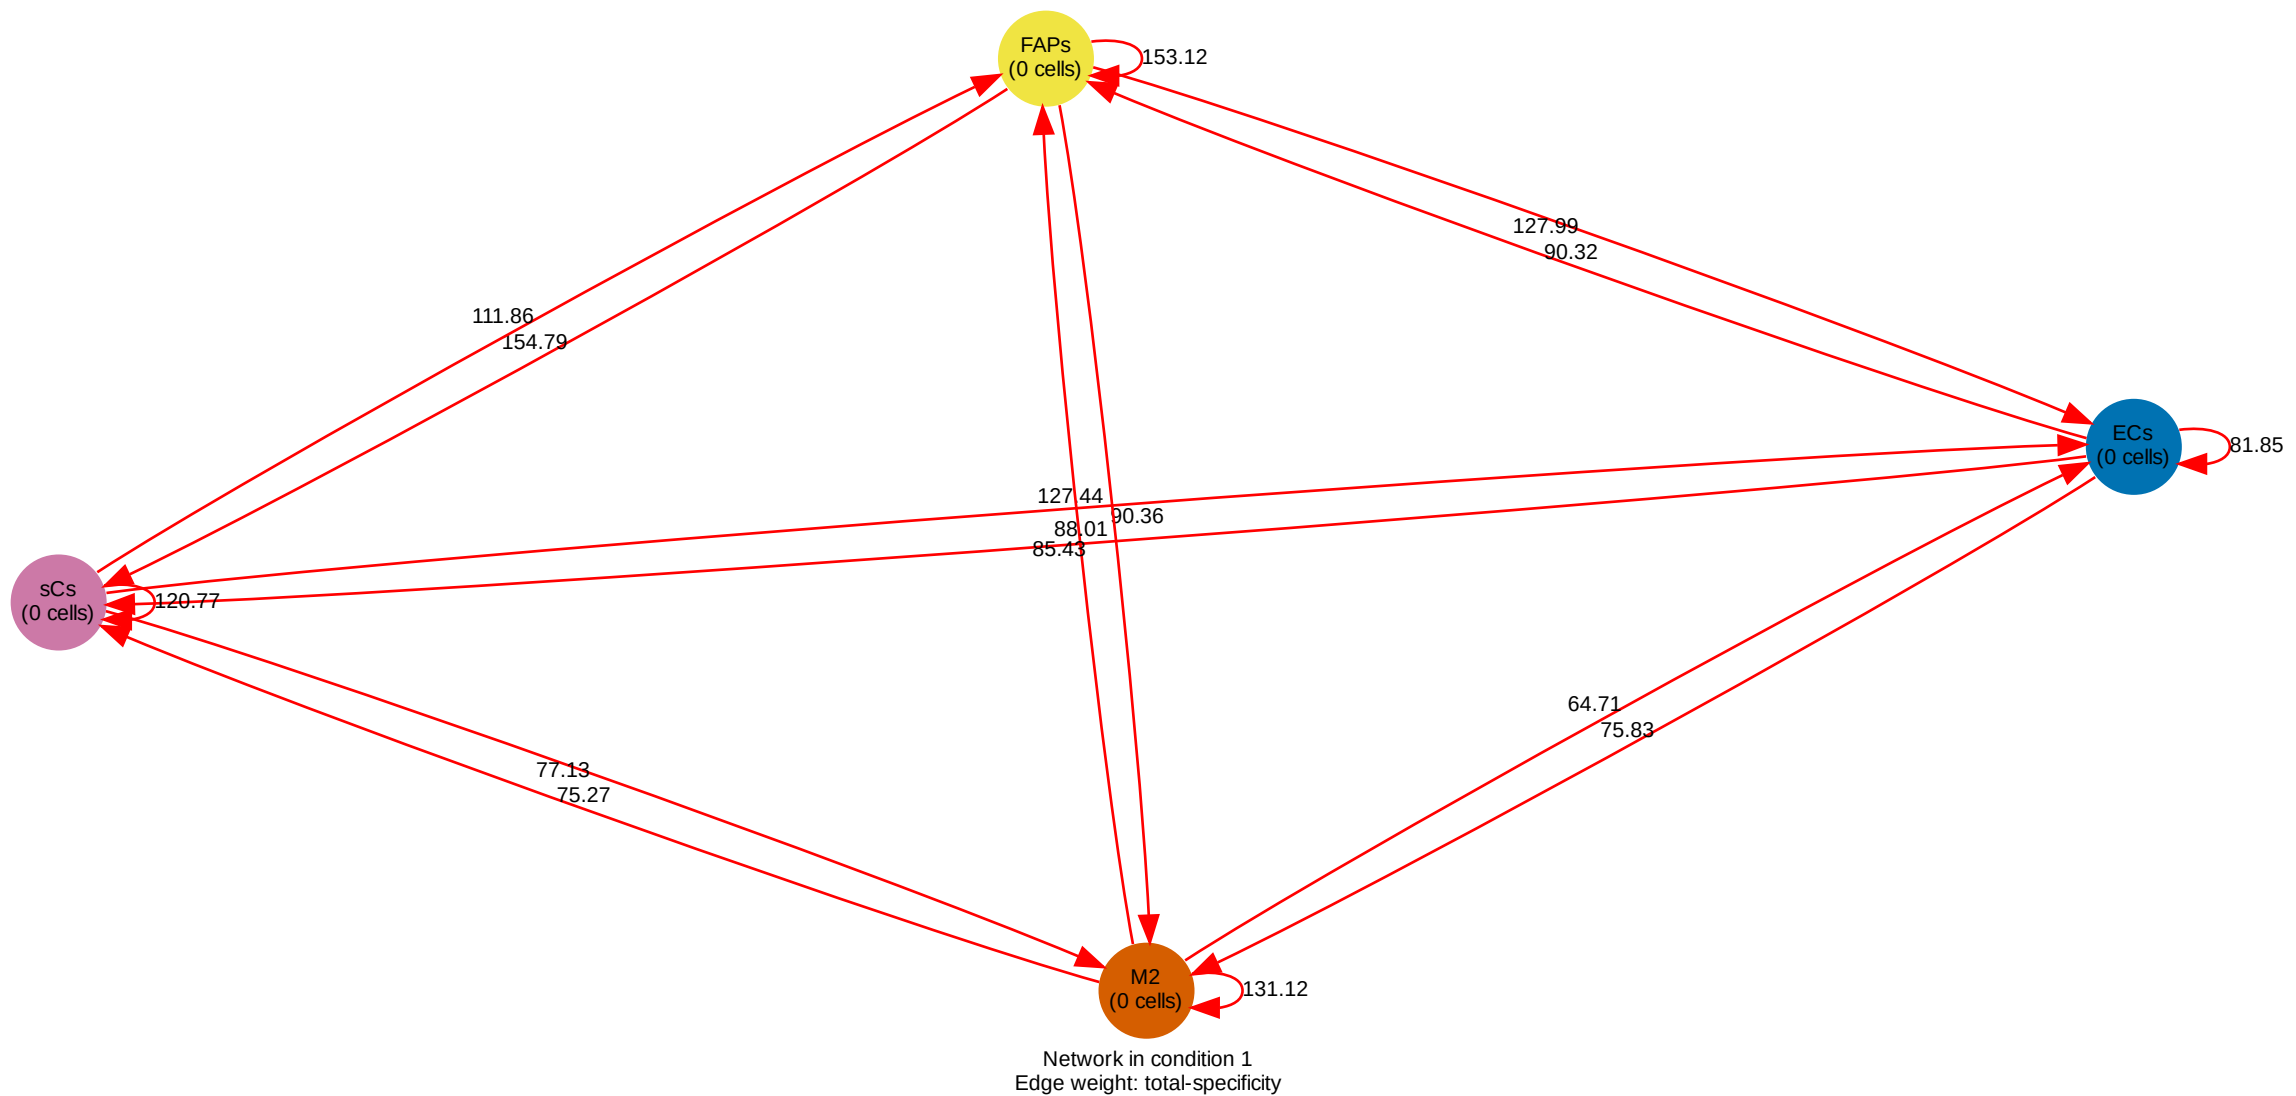 FAPs
(0 cells)
153.12
127.99
90.32
111.86
154.79
ECs
(0 cells)
81.85
127.44
90.36
88.01
85.43
sCs
(0 cells)
120.77
64.71
75.83
77.13
75.27
M2
(0 cells)
131.12
Network in condition 1
Edge weight: total-specificity